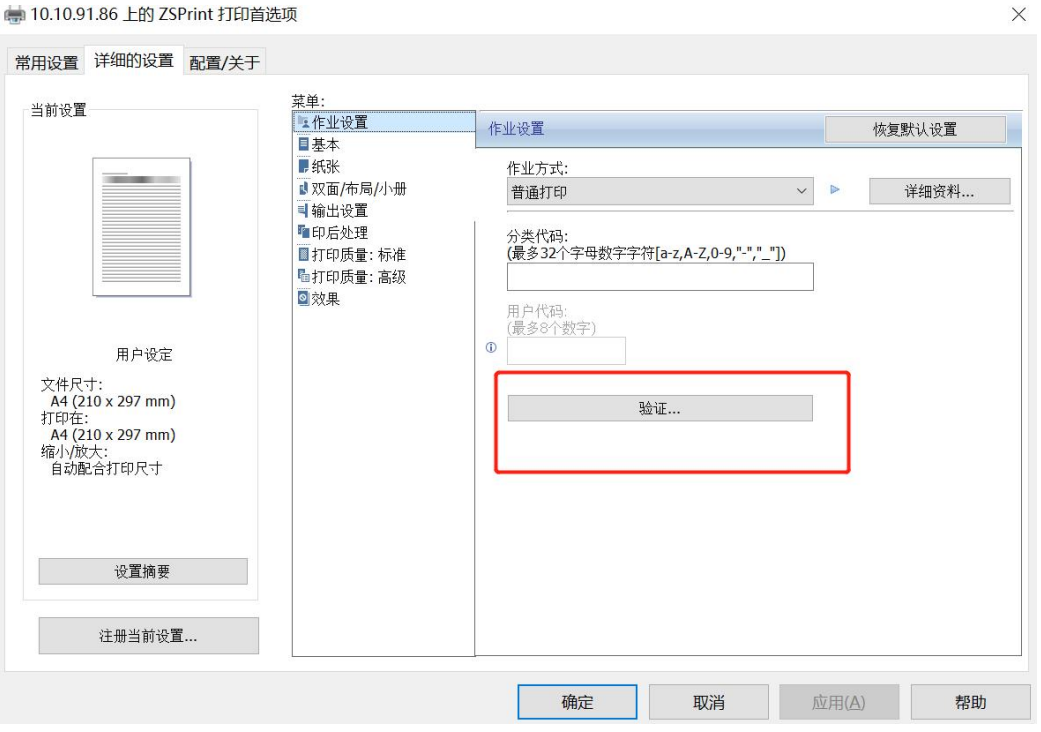 10.10.91.86 上的 ZSPrint 打印首选项
常用设置
详细的设置
配置/关于
当前设置
用户设定
文件尺寸:
A4 (210 x 297 mm)
打印在:
A4 (210 x 297 mm)
缩小/放大:
自动配合打印尺寸
设置摘要
注册当前设置...
菜单:
作业设置
基本
纸张
双面/布局/小册
输出设置
印后处理
打印质量: 标准
打印质量: 高级
效果
作业设置
恢复默认设置
作业方式:
普通打印
详细资料...
分类代码:
(最多32个字母数字字符[a-z,A-Z,0-9,"-","_"])
用户代码:
(最多8个数字)
验证...
确定
取消
应用(A)
帮助